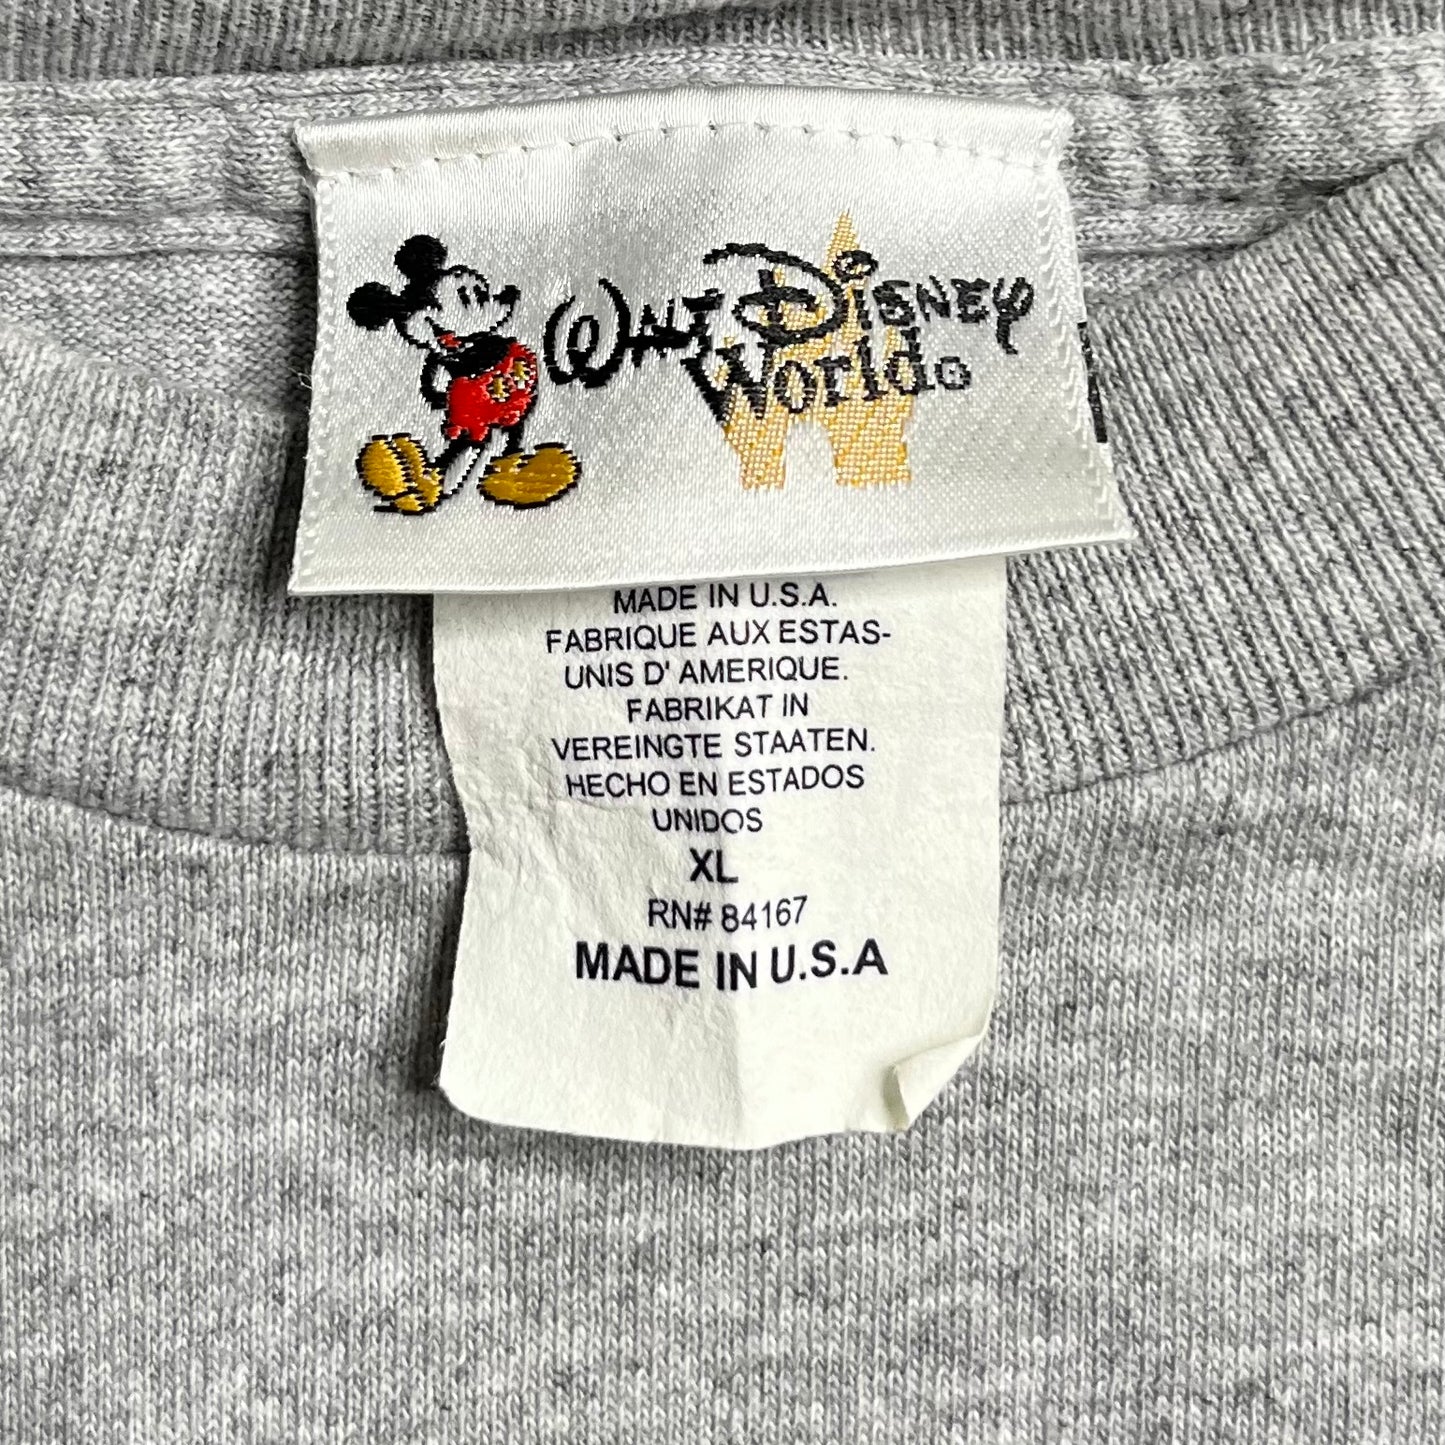 WALT DISNEY
World®
MADE IN U.S.A.
FABRIQUE AUX ESTAS-
UNIS D' AMERIQUE.
FABRIKAT IN
VEREINGTE STAATEN.
HECHO EN ESTADOS
UNIDOS
XL
RN# 84167
MADE IN U.S.A